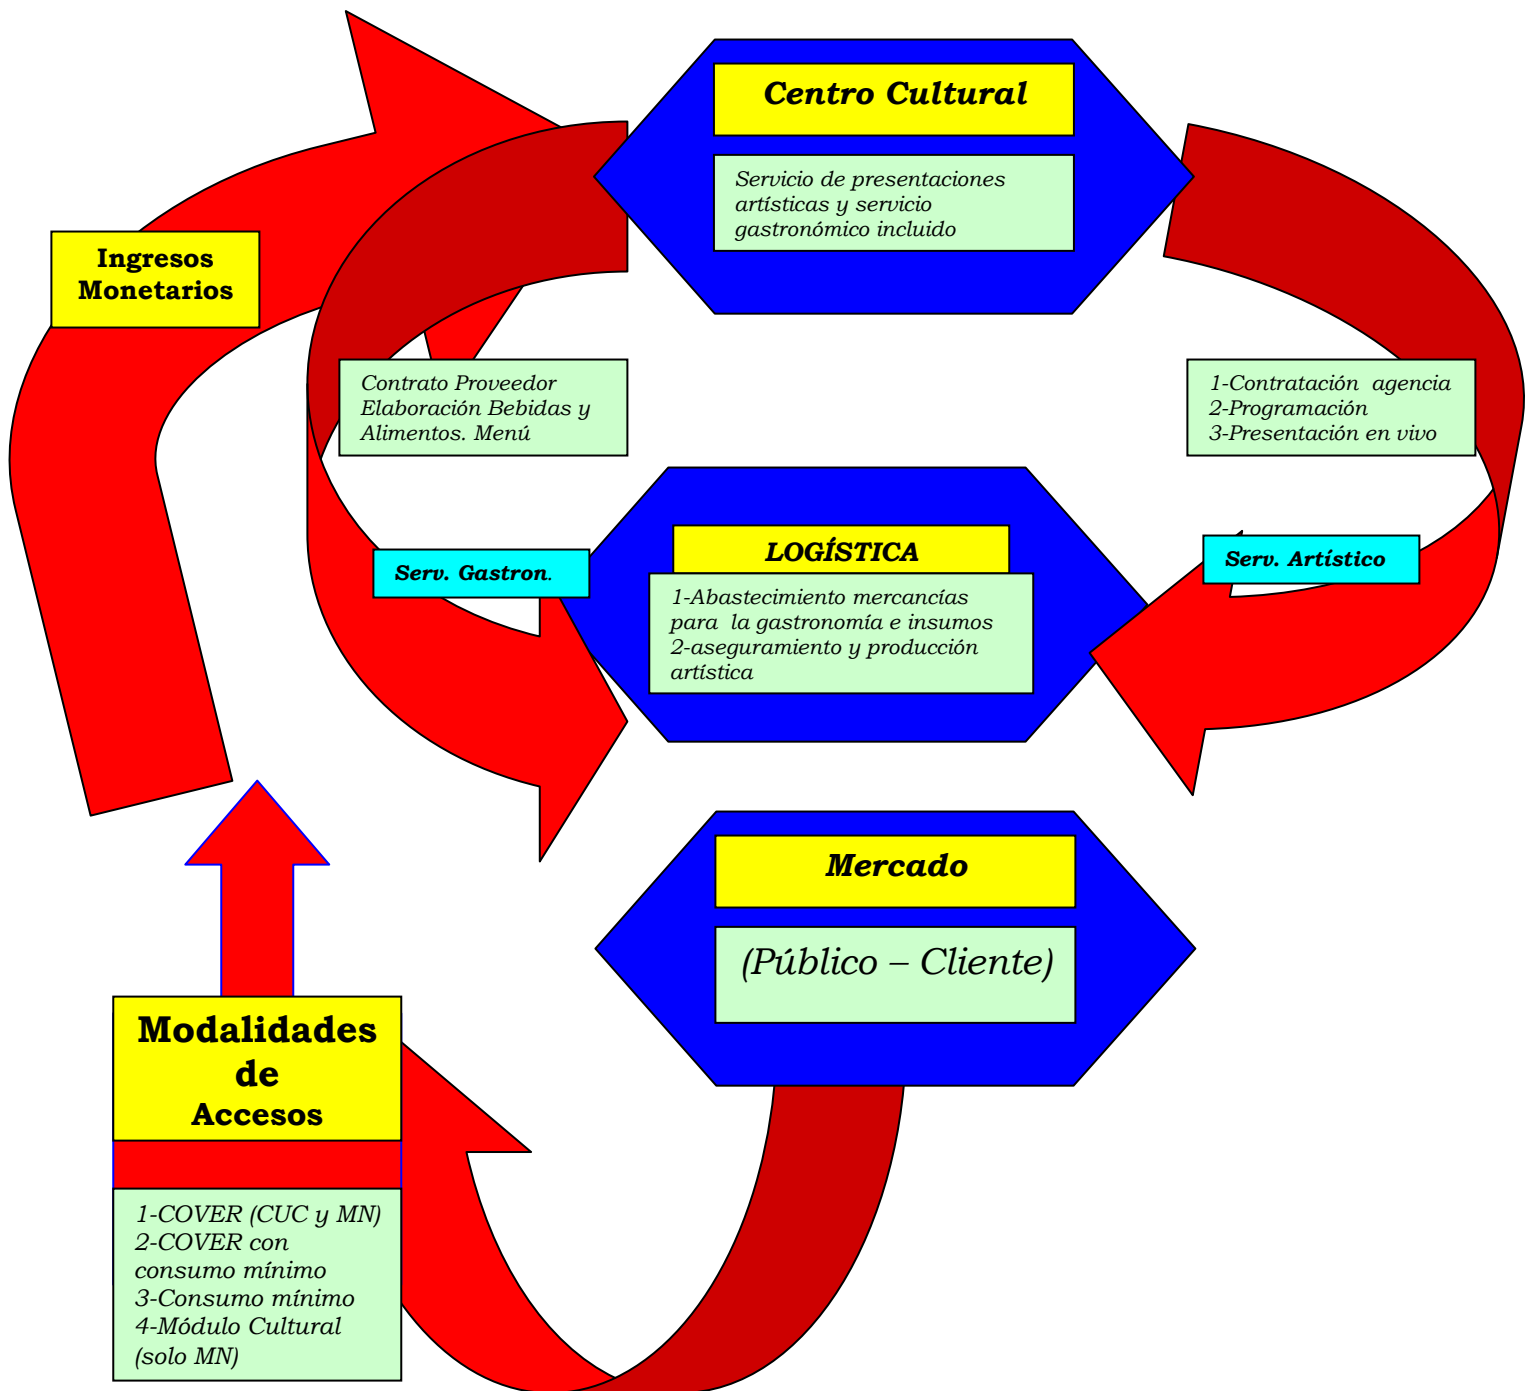 Centro Cultural
Servicio de presentaciones
artísticas y servicio
gastronómico incluido
Ingresos
Monetarios
Contrato Proveedor
Elaboración Bebidas y
Alimentos. Menú
1-Contratación agencia
2-Programación
3-Presentación en vivo
Serv. Gastron.
LOGÍSTICA
1-Abastecimiento mercancías
para la gastronomía e insumos
2-aseguramiento y producción
artística
Serv. Artístico
Mercado
(Público – Cliente)
Modalidades
de
Accesos
1-COVER (CUC y MN)
2-COVER con
consumo mínimo
3-Consumo mínimo
4-Módulo Cultural
(solo MN)